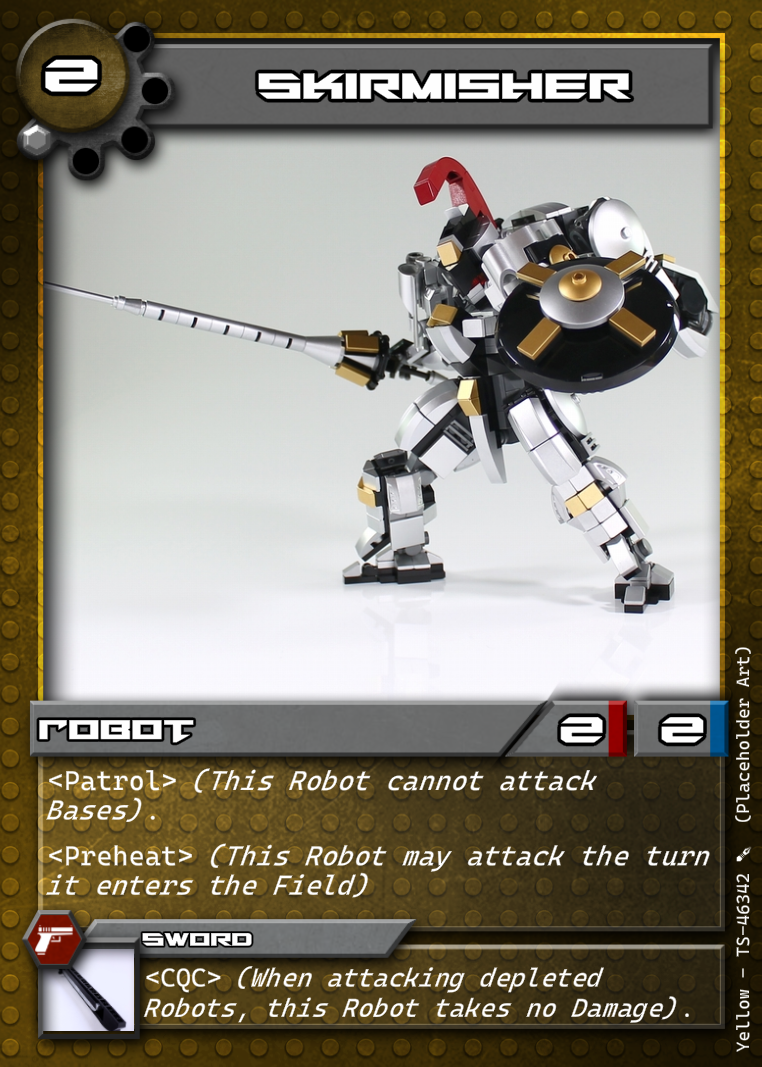 2
SKIRMISHER
ROBOT
2 2
<Patrol> (This Robot cannot attack
Bases).
<Preheat> (This Robot may attack the turn
it enters the Field)
SWORD
<CQC> (When attacking depleted
Robots, this Robot takes no Damage).
Yellow - TS-46342 ✒ (Placeholder Art)